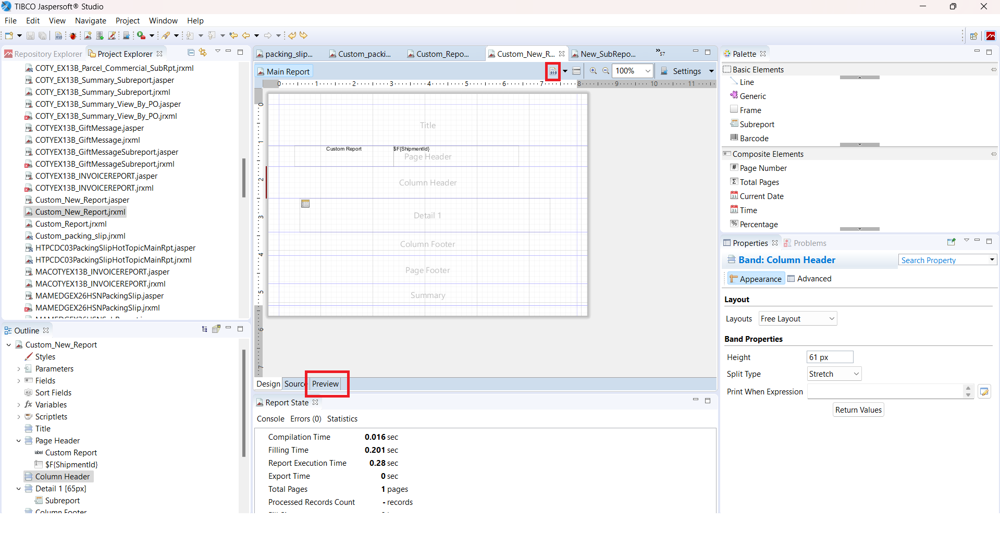 TIBCO Jaspersoft® Studio
File Edit View Navigate Project Window Help
Repository Explorer Project Explorer
COTY_EX13B_Parcel_Commercial_SubRpt.jrxml
COTY_EX13B_Summary_Subreport.jasper
COTY_EX13B_Summary_Subreport.jrxml
COTY_EX13B_Summary_View_By_PO.jasper
COTY_EX13B_Summary_View_By_PO.jrxml
COTYEX13B_GiftMessage.jasper
COTYEX13B_GiftMessage.jrxml
COTYEX13B_GiftMessageSubreport.jasper
COTYEX13B_GiftMessageSubreport.jrxml
COTYEX13B_INVOICEREPORT.jasper
COTYEX13B_INVOICEREPORT.jrxml
Custom_New_Report.jasper
Custom_New_Report.jrxml
Custom_Report.jrxml
Custom_packing_slip.jrxml
HTPCDC03PackingSlipHotTopicMainRpt.jasper
HTPCDC03PackingSlipHotTopicMainRpt.jrxml
MACOTYEX13B_INVOICEREPORT.jasper
MACOTYEX13B_INVOICEREPORT.jrxml
MAMEDGEX26HSNPackingSlip.jasper
MAMEDGEX26HSNPackingSlip.jrxml
Outline
Custom_New_Report
Styles
Parameters
Fields
Sort Fields
Variables
Scriptlets
Title
Page Header
Custom Report
$F{ShipmentId}
Column Header
Detail 1 [65px]
Subreport
Column Footer
packing_slip... Custom_packi... Custom_Repo... Custom_New_R... New_SubRepo... »57
Main Report 100% Settings
0 1 2 3 4 5 6 7 8 9 10 11
0
1
2
3
4
5
6
7
Title
Custom Report $F{ShipmentId}
Page Header
Column Header
Detail 1
Column Footer
Page Footer
Summary
Design Source Preview
Report State
Console Errors (0) Statistics
Compilation Time 0.016 sec
Filling Time 0.201 sec
Report Execution Time 0.28 sec
Export Time 0 sec
Total Pages 1 pages
Processed Records Count - records
Palette
Basic Elements
Line
Generic
Frame
Subreport
Barcode
Composite Elements
Page Number
Total Pages
Current Date
Time
Percentage
Properties Problems
Band: Column Header Search Property
Appearance Advanced
Layout
Layouts Free Layout
Band Properties
Height 61 px
Split Type Stretch
Print When Expression
Return Values